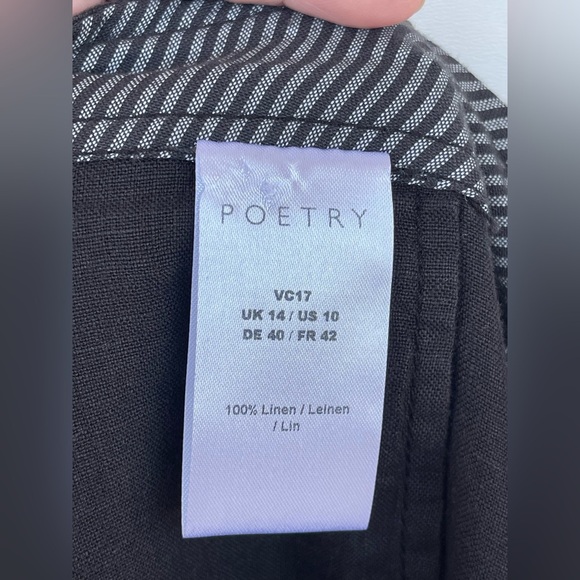 POETRY
VC17
UK 14 / US 10
DE 40 / FR 42
100% Linen / Leinen
/ Lin